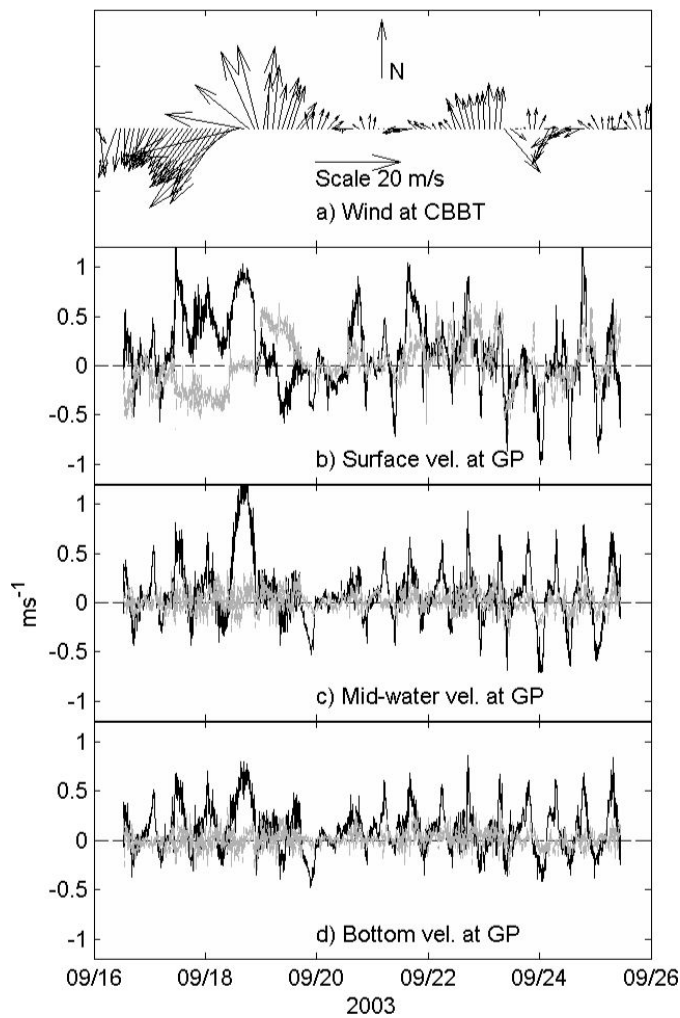 N
Scale 20 m/s
a) Wind at CBBT
1
0.5
0
-0.5
-1
b) Surface vel. at GP
1
0.5
0
-0.5
-1
c) Mid-water vel. at GP
ms⁻¹
1
0.5
0
-0.5
-1
d) Bottom vel. at GP
09/16 09/18 09/20 09/22 09/24 09/26
2003